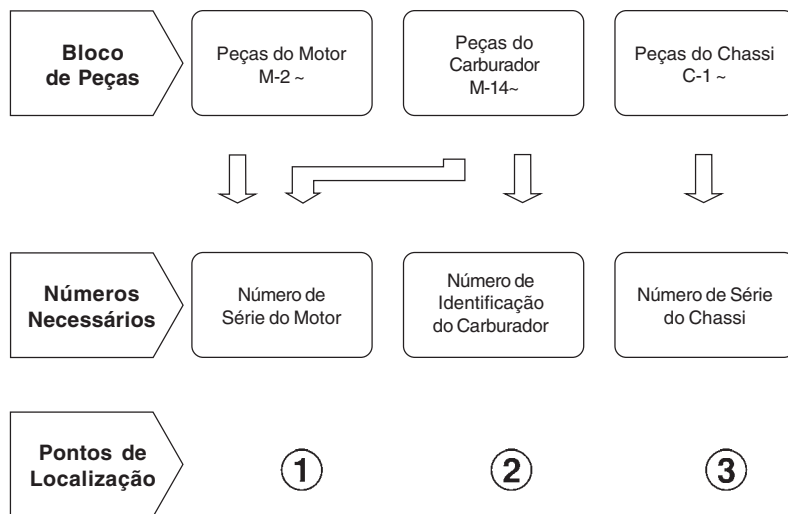 Bloco
de Peças
Peças do Motor
M-2 ~
Peças do
Carburador
M-14~
Peças do Chassi
C-1 ~
Números
Necessários
Número de
Série do Motor
Número de
Identificação
do Carburador
Número de Série
do Chassi
Pontos de
Localização
1
2
3